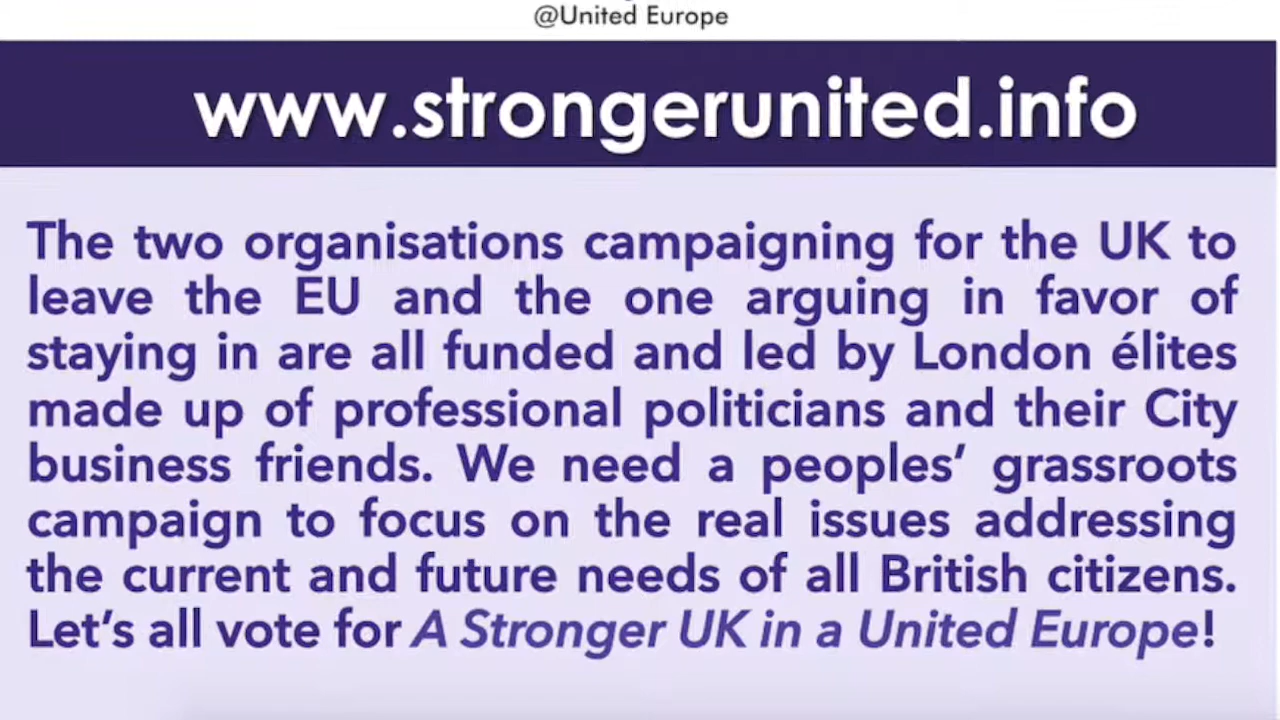 @United Europe
www.strongerunited.info
The two organisations campaigning for the UK to
leave the EU and the one arguing in favor of
staying in are all funded and led by London élites
made up of professional politicians and their City
business friends. We need a peoples’ grassroots
campaign to focus on the real issues addressing
the current and future needs of all British citizens.
Let’s all vote for A Stronger UK in a United Europe!